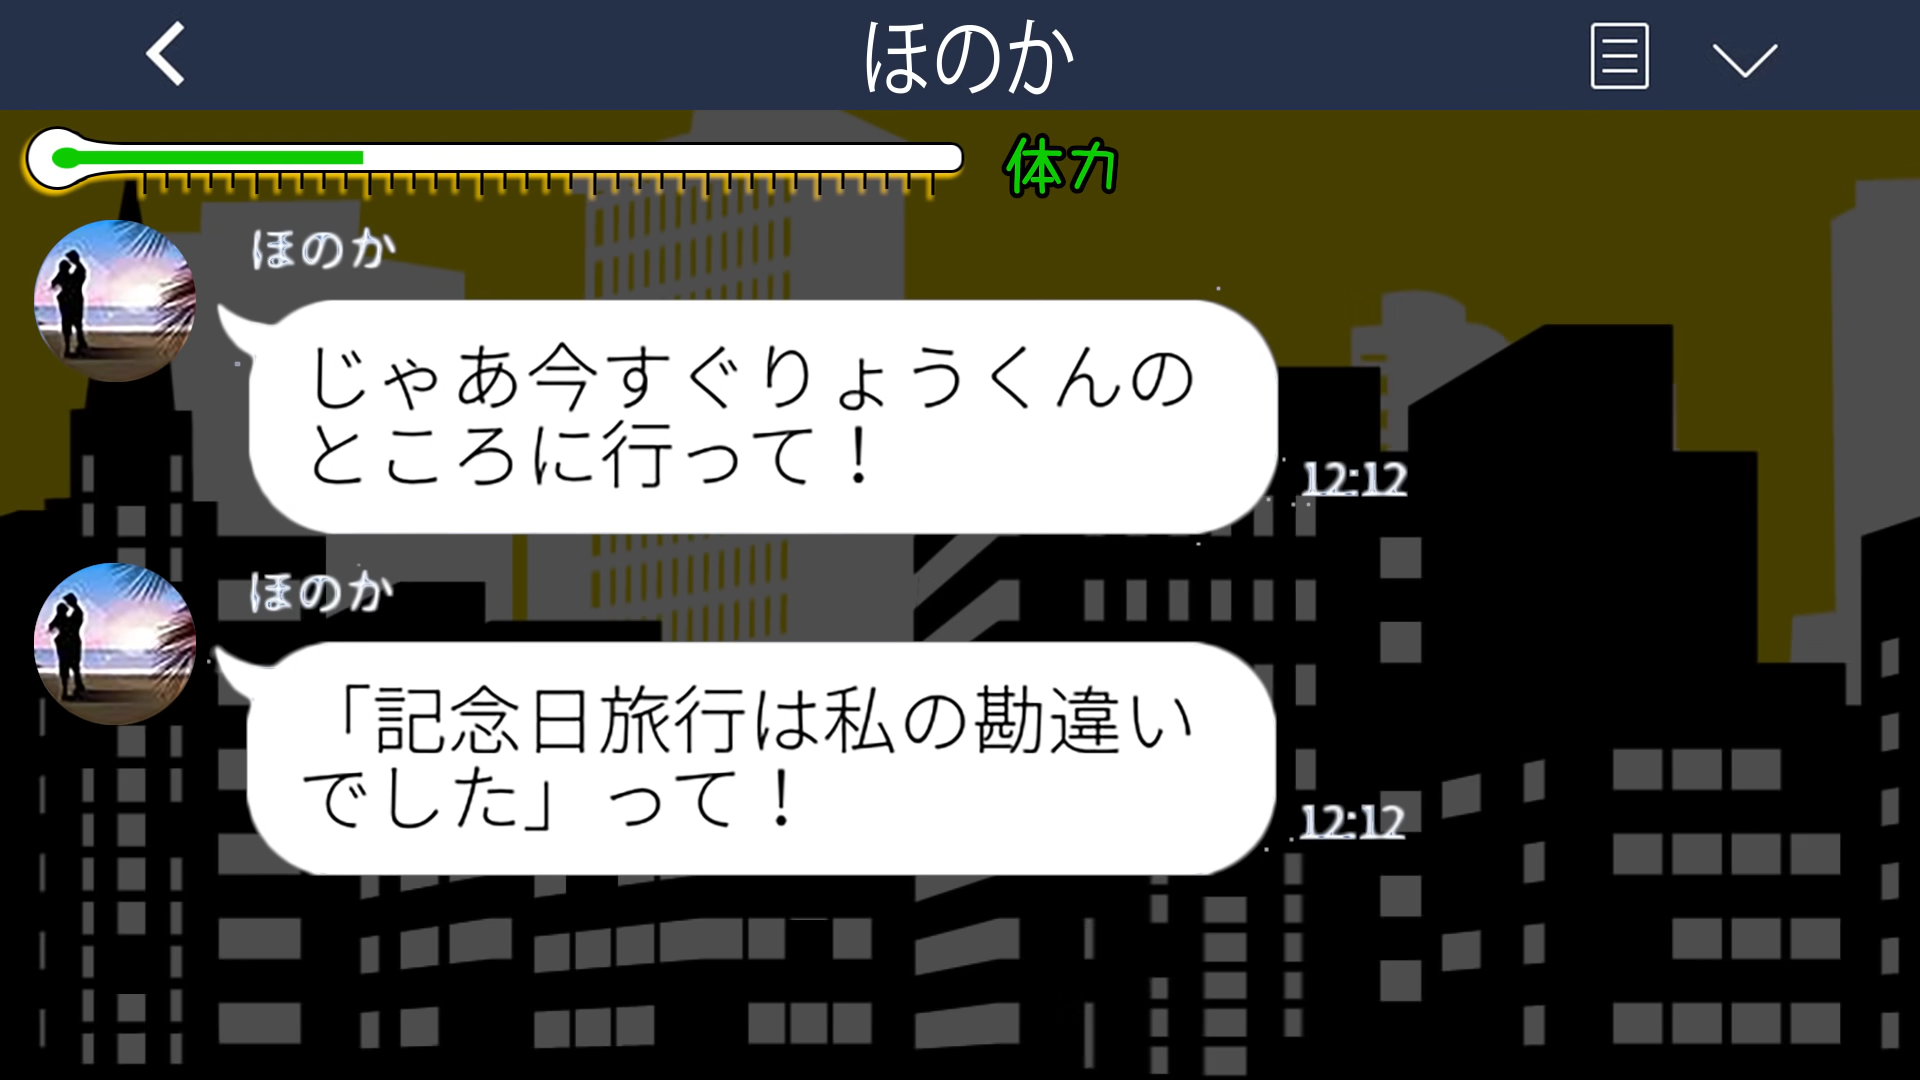 ほのか
体力
ほのか
じゃあ今すぐりょうくんの
ところに行って！
12:12
ほのか
「記念日旅行は私の勘違い
でした」って！
12:12